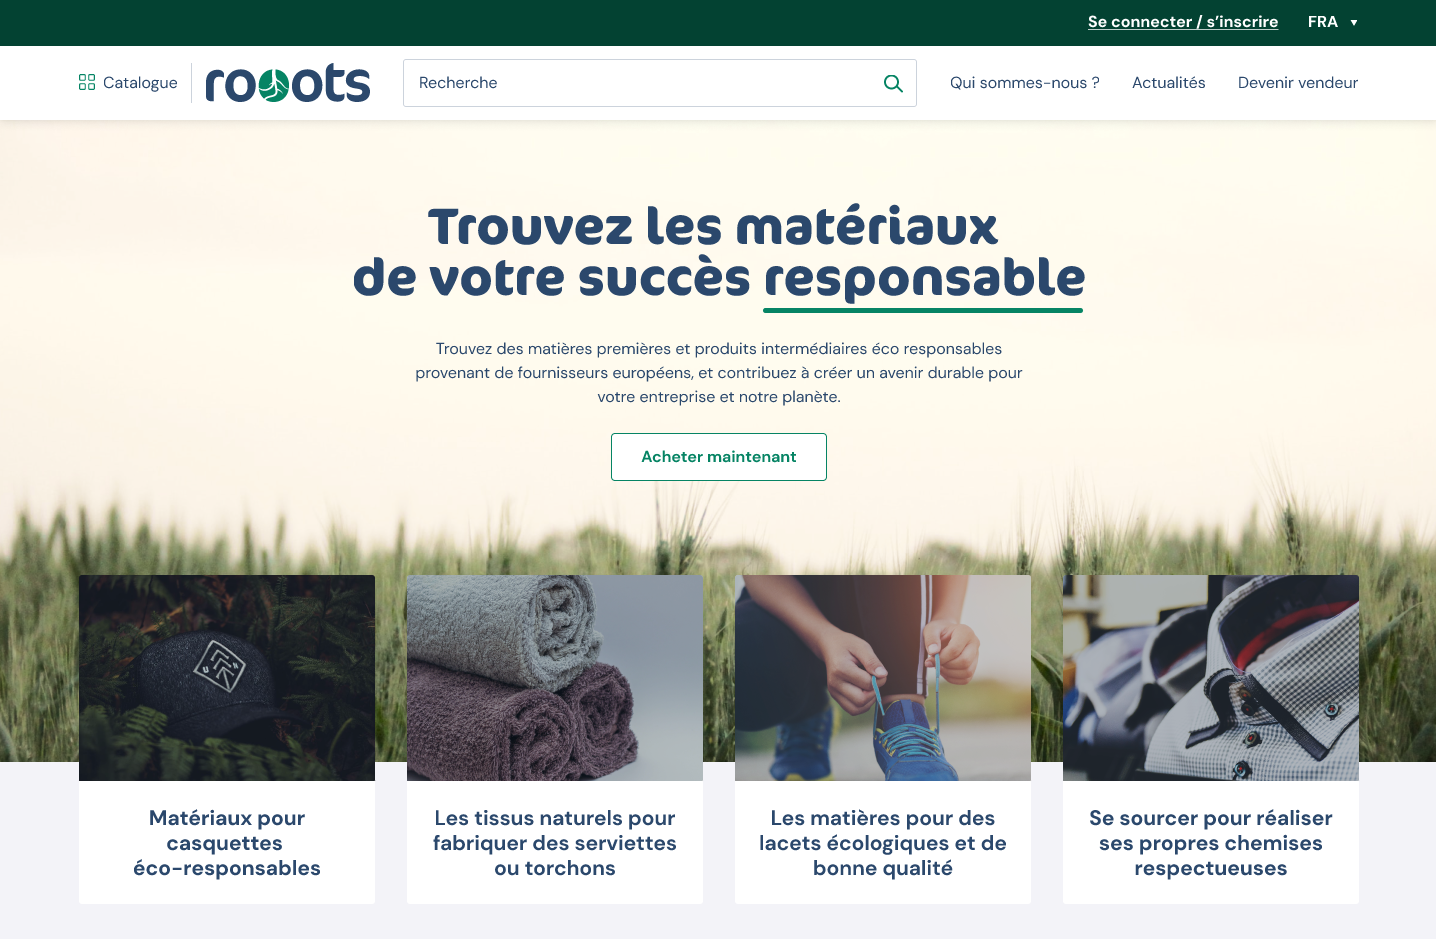 Se connecter / s'inscrire
FRA
Catalogue
rooots
Recherche
Qui sommes-nous ?
Actualités
Devenir vendeur
Trouvez les matériaux
de votre succès responsable
Trouvez des matières premières et produits intermédiaires éco responsables
provenant de fournisseurs européens, et contribuez à créer un avenir durable pour
votre entreprise et notre planète.
Acheter maintenant
Matériaux pour
casquettes
éco-responsables
Les tissus naturels pour
fabriquer des serviettes
ou torchons
Les matières pour des
lacets écologiques et de
bonne qualité
Se sourcer pour réaliser
ses propres chemises
respectueuses